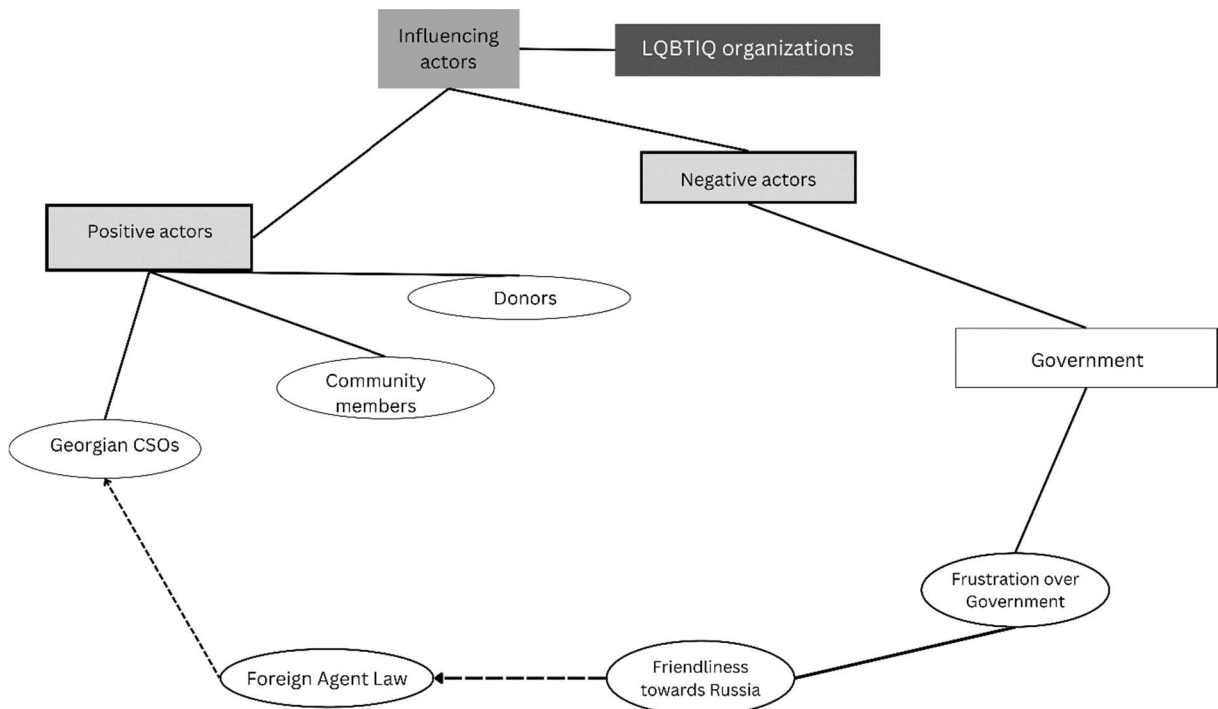 Influencing
actors
LQBTIQ organizations
Negative actors
Positive actors
Donors
Government
Community
members
Georgian CSOs
Frustration over
Government
Foreign Agent Law
Friendliness
towards Russia